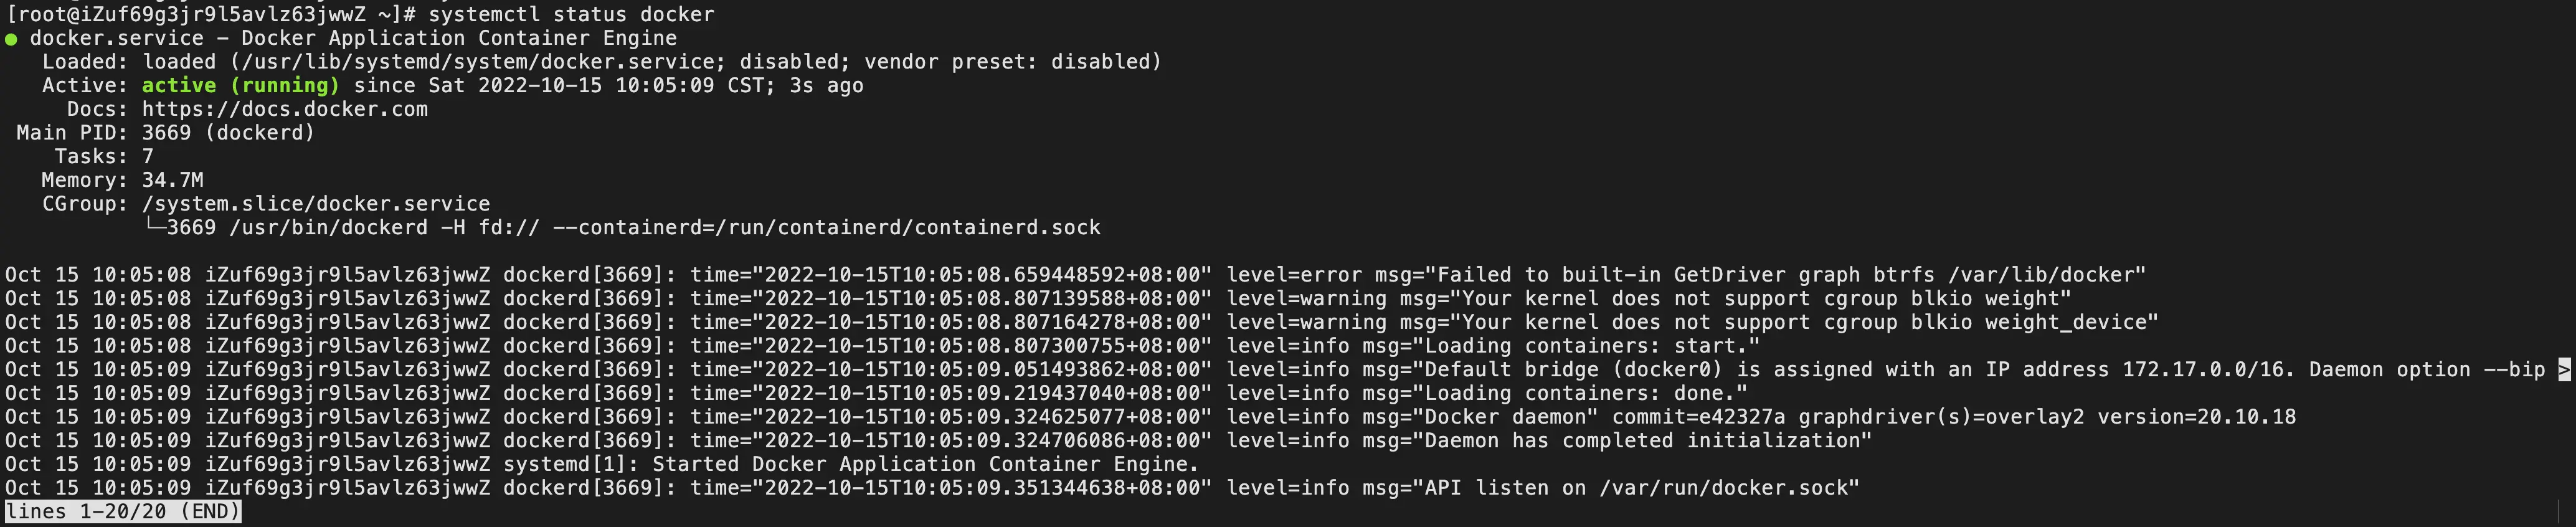 [root@iZuf69g3jr9l5avlz63jwwZ ~]# systemctl status docker
● docker.service - Docker Application Container Engine
   Loaded: loaded (/usr/lib/systemd/system/docker.service; disabled; vendor preset: disabled)
   Active: active (running) since Sat 2022-10-15 10:05:09 CST; 3s ago
     Docs: https://docs.docker.com
 Main PID: 3669 (dockerd)
    Tasks: 7
   Memory: 34.7M
   CGroup: /system.slice/docker.service
           └─3669 /usr/bin/dockerd -H fd:// --containerd=/run/containerd/containerd.sock
Oct 15 10:05:08 iZuf69g3jr9l5avlz63jwwZ dockerd[3669]: time="2022-10-15T10:05:08.659448592+08:00" level=error msg="Failed to built-in GetDriver graph btrfs /var/lib/docker"
Oct 15 10:05:08 iZuf69g3jr9l5avlz63jwwZ dockerd[3669]: time="2022-10-15T10:05:08.807139588+08:00" level=warning msg="Your kernel does not support cgroup blkio weight"
Oct 15 10:05:08 iZuf69g3jr9l5avlz63jwwZ dockerd[3669]: time="2022-10-15T10:05:08.807164278+08:00" level=warning msg="Your kernel does not support cgroup blkio weight_device"
Oct 15 10:05:08 iZuf69g3jr9l5avlz63jwwZ dockerd[3669]: time="2022-10-15T10:05:08.807300755+08:00" level=info msg="Loading containers: start."
Oct 15 10:05:09 iZuf69g3jr9l5avlz63jwwZ dockerd[3669]: time="2022-10-15T10:05:09.051493862+08:00" level=info msg="Default bridge (docker0) is assigned with an IP address 172.17.0.0/16. Daemon option --bip >
Oct 15 10:05:09 iZuf69g3jr9l5avlz63jwwZ dockerd[3669]: time="2022-10-15T10:05:09.219437040+08:00" level=info msg="Loading containers: done."
Oct 15 10:05:09 iZuf69g3jr9l5avlz63jwwZ dockerd[3669]: time="2022-10-15T10:05:09.324625077+08:00" level=info msg="Docker daemon" commit=e42327a graphdriver(s)=overlay2 version=20.10.18
Oct 15 10:05:09 iZuf69g3jr9l5avlz63jwwZ dockerd[3669]: time="2022-10-15T10:05:09.324706086+08:00" level=info msg="Daemon has completed initialization"
Oct 15 10:05:09 iZuf69g3jr9l5avlz63jwwZ systemd[1]: Started Docker Application Container Engine.
Oct 15 10:05:09 iZuf69g3jr9l5avlz63jwwZ dockerd[3669]: time="2022-10-15T10:05:09.351344638+08:00" level=info msg="API listen on /var/run/docker.sock"
lines 1-20/20 (END)